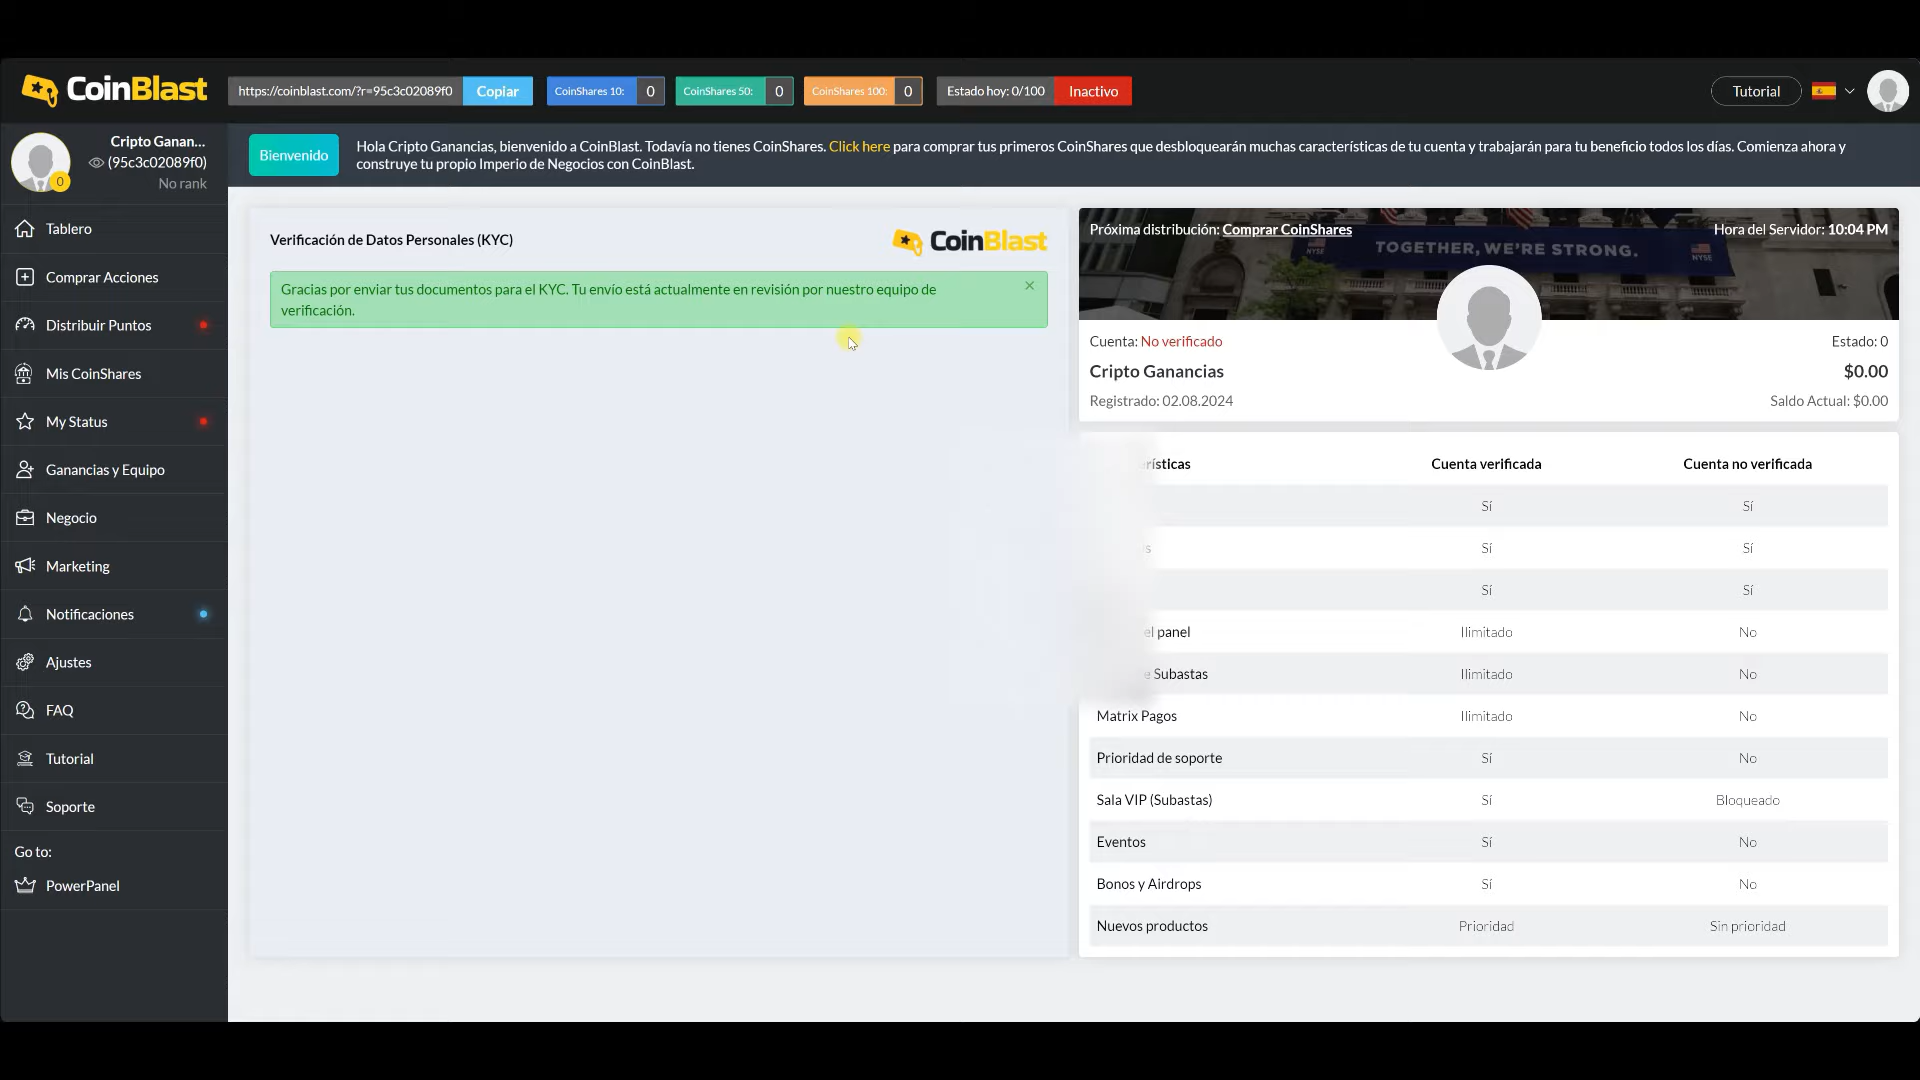 CoinBlast
https://coinblast.com/?r=95c3c02089f0
Copiar
CoinShares 10: 0
CoinShares 50: 0
CoinShares 100: 0
Estado hoy: 0/100
Inactivo
Tutorial
Cripto Ganan...
(95c3c02089f0)
No rank
0
Tablero
Comprar Acciones
Distribuir Puntos
Mis CoinShares
My Status
Ganancias y Equipo
Negocio
Marketing
Notificaciones
Ajustes
FAQ
Tutorial
Soporte
Go to:
PowerPanel
Bienvenido
Hola Cripto Ganancias, bienvenido a CoinBlast. Todavía no tienes CoinShares. Click here para comprar tus primeros CoinShares que desbloquearán muchas características de tu cuenta y trabajarán para tu beneficio todos los días. Comienza ahora y
construye tu propio Imperio de Negocios con CoinBlast.
Verificación de Datos Personales (KYC)
CoinBlast
Gracias por enviar tus documentos para el KYC. Tu envío está actualmente en revisión por nuestro equipo de
verificación.
Próxima distribución: Comprar CoinShares
Hora del Servidor: 10:04 PM
TOGETHER, WE'RE STRONG.
NYSE
NYSE
Cuenta: No verificado
Estado: 0
Cripto Ganancias
$0.00
Registrado: 02.08.2024
Saldo Actual: $0.00
rísticas Cuenta verificada Cuenta no verificada
Sí Sí
s Sí Sí
Sí Sí
el panel Ilimitado No
e Subastas Ilimitado No
Matrix Pagos Ilimitado No
Prioridad de soporte Sí No
Sala VIP (Subastas) Sí Bloqueado
Eventos Sí No
Bonos y Airdrops Sí No
Nuevos productos Prioridad Sin prioridad